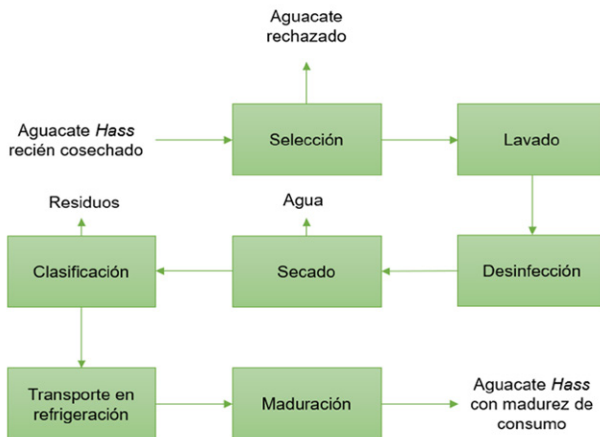 Aguacate
rechazado
Aguacate Hass
recién cosechado
Selección
Lavado
Residuos
Agua
Clasificación
Secado
Desinfección
Transporte en
refrigeración
Maduración
Aguacate Hass
con madurez de
consumo